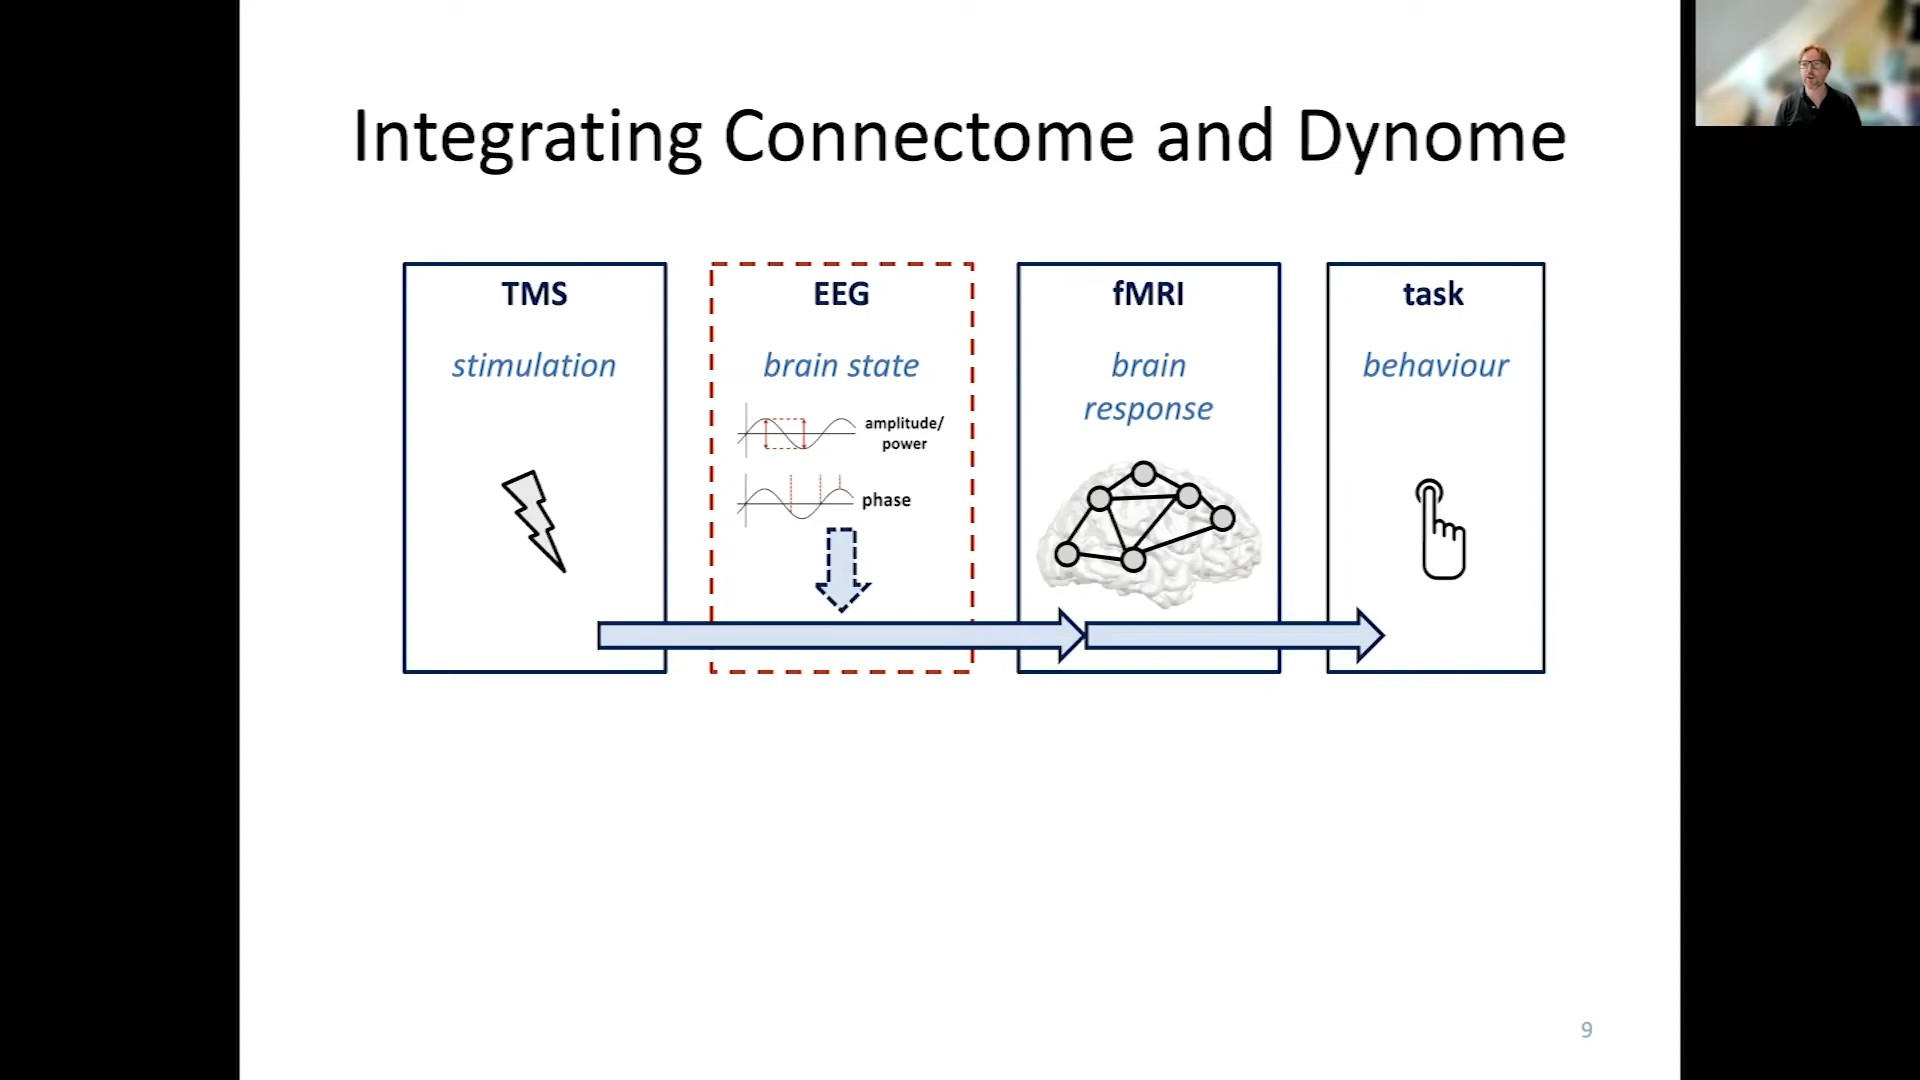 Integrating Connectome and Dynome
TMS
stimulation
EEG
brain state
amplitude/
power
phase
fMRI
brain
response
task
behaviour
9